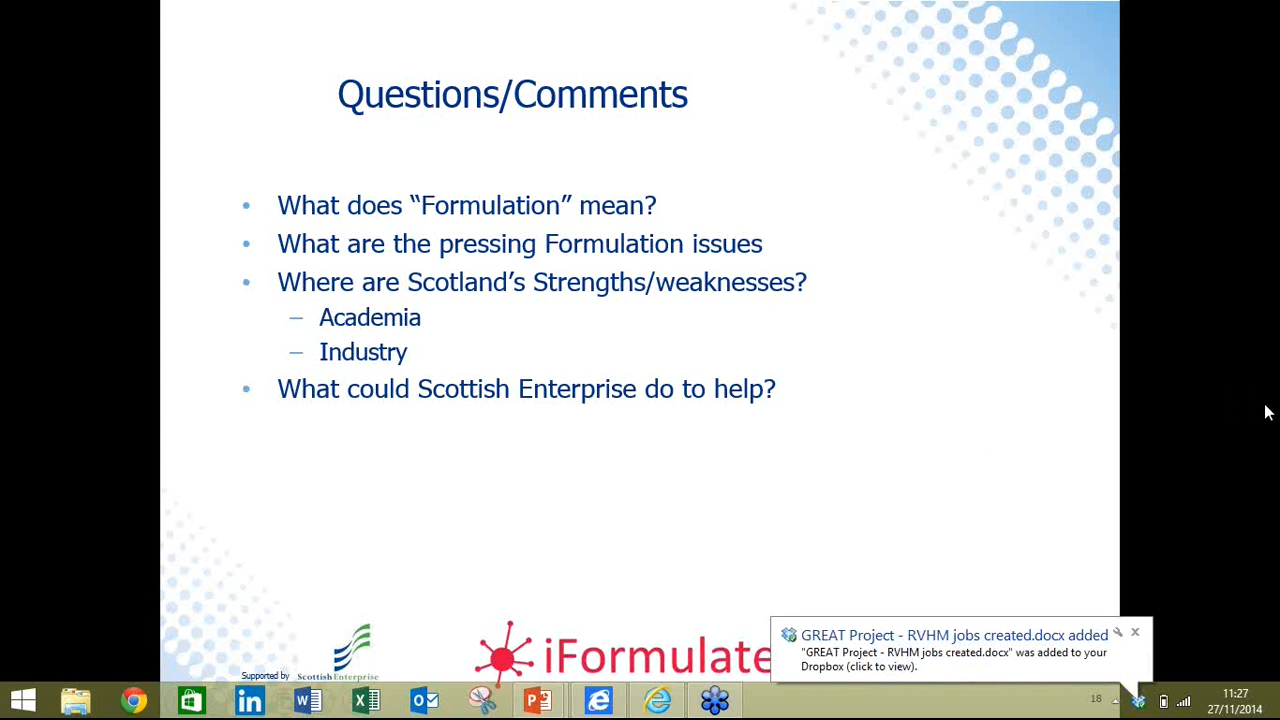 Questions/Comments
• What does “Formulation” mean?
• What are the pressing Formulation issues
• Where are Scotland’s Strengths/weaknesses?
– Academia
– Industry
• What could Scottish Enterprise do to help?
Supported by
Scottish Enterprise
iFormulate
GREAT Project - RVHM jobs created.docx added
"GREAT Project - RVHM jobs created.docx" was added to your
Dropbox (click to view).
18
11:27
27/11/2014